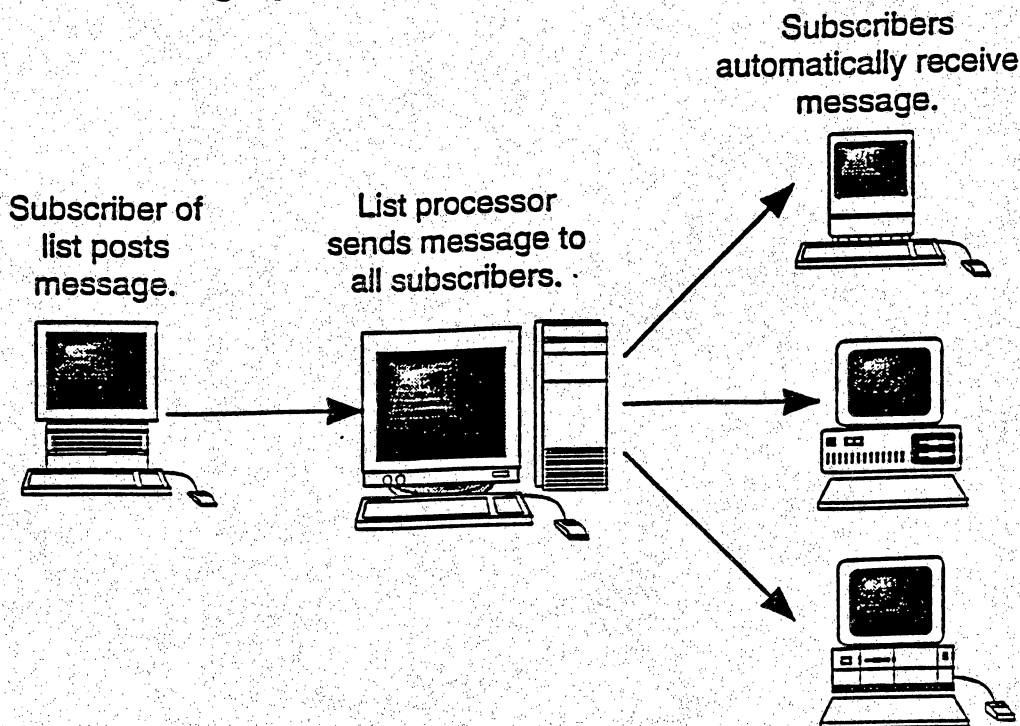 Subscriber of
list posts
message.
List processor
sends message to
all subscribers.
Subscribers
automatically receive
message.